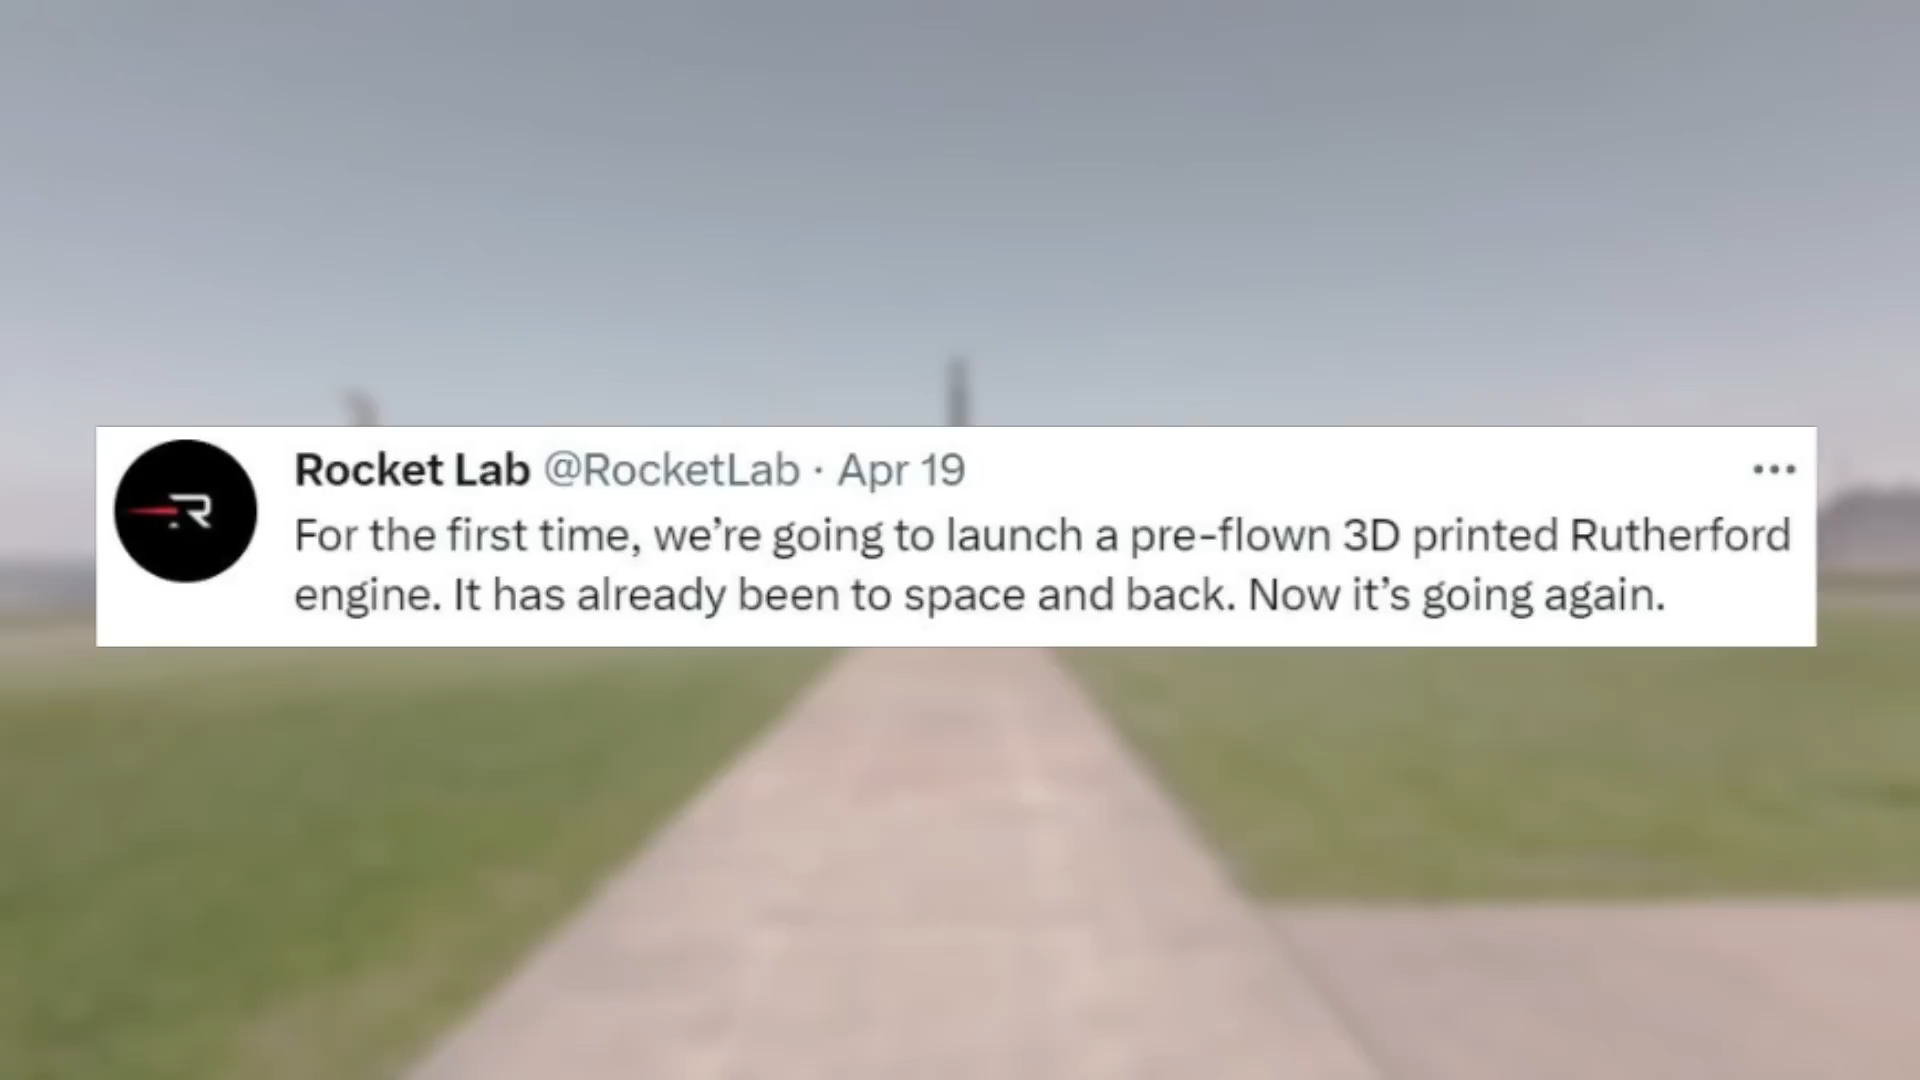 Rocket Lab @RocketLab · Apr 19
For the first time, we’re going to launch a pre-flown 3D printed Rutherford
engine. It has already been to space and back. Now it’s going again.